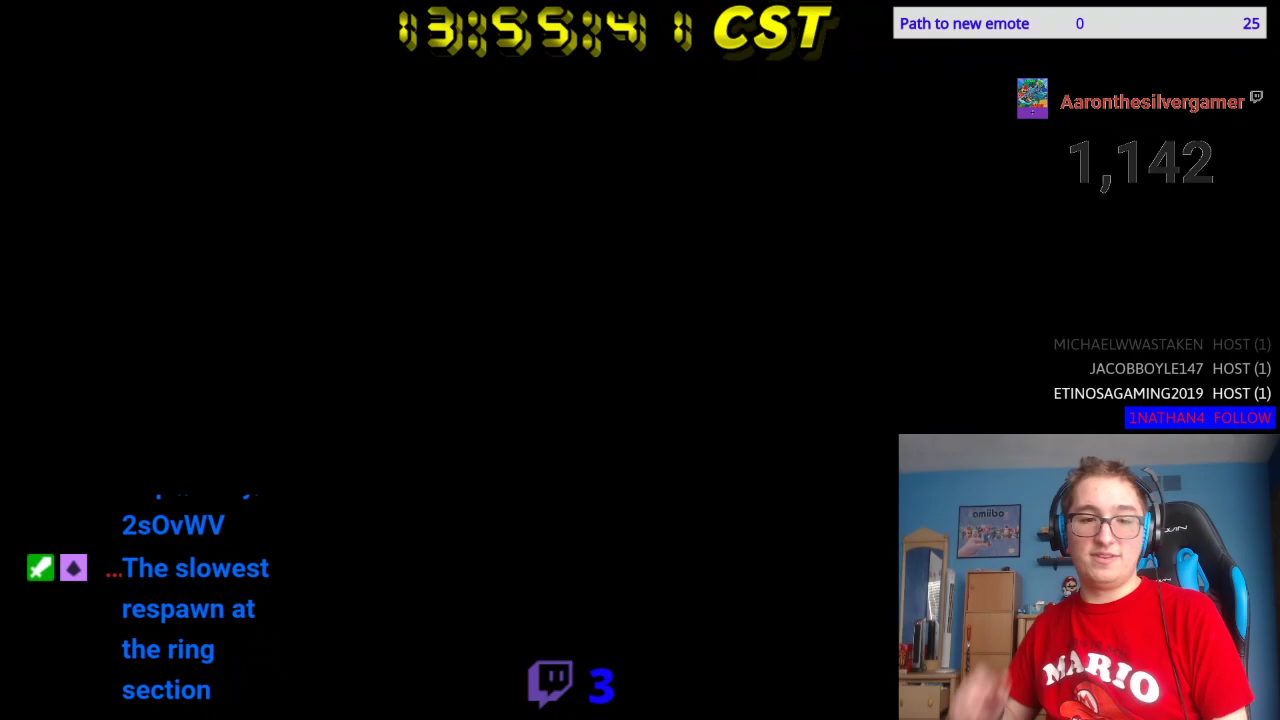 13:55:41 CST
Path to new emote 0 25
Aaronthesilvergamer
1,142
MICHAELWWASTAKEN HOST (1)
JACOBBOYLE147 HOST (1)
ETINOSAGAMING2019 HOST (1)
1NATHAN4 FOLLOW
2sOvWV
...The slowest
respawn at
the ring
section
3
amiibo
MARIO